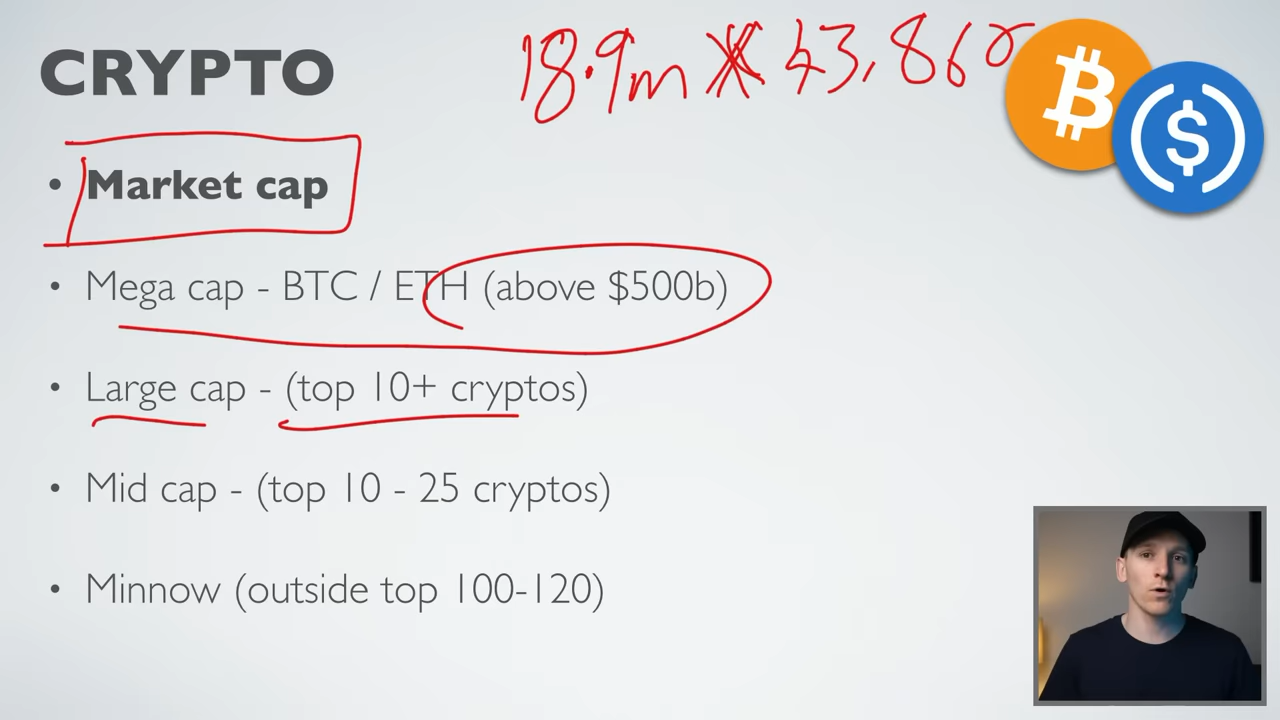 CRYPTO
18.9m * 43,860
• Market cap
• Mega cap - BTC / ETH (above $500b)
• Large cap - (top 10+ cryptos)
• Mid cap - (top 10 - 25 cryptos)
• Minnow (outside top 100-120)